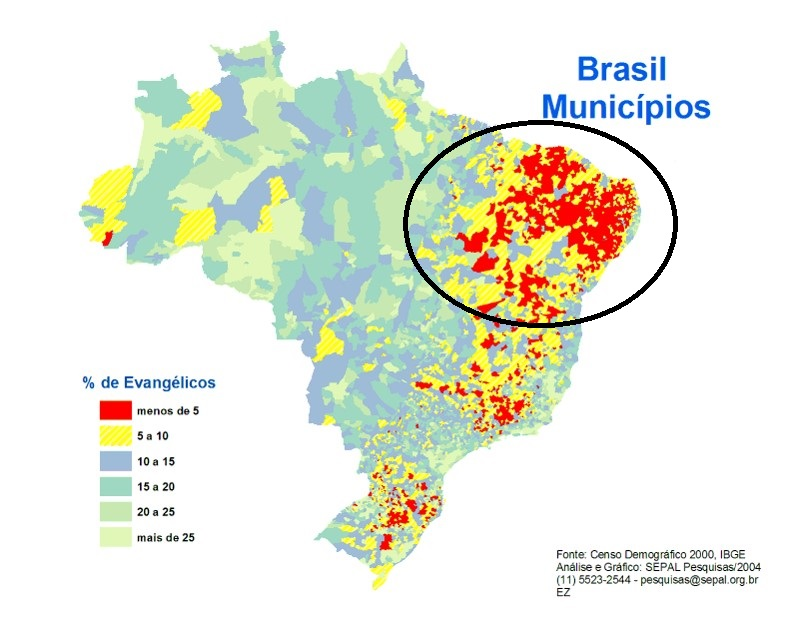 Brasil
Municípios
% de Evangélicos
menos de 5
5 a 10
10 a 15
15 a 20
20 a 25
mais de 25
Fonte: Censo Demográfico 2000, IBGE
Análise e Gráfico: SEPAL Pesquisas/2004
(11) 5523-2544 - pesquisas@sepal.org.br
EZ